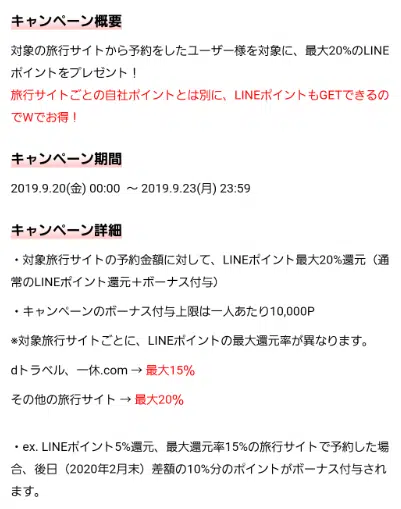 キャンペーン概要
対象の旅行サイトから予約をしたユーザー様を対象に、最大20%のLINE
ポイントをプレゼント！
旅行サイトごとの自社ポイントとは別に、LINEポイントもGETできるの
でWでお得！
キャンペーン期間
2019.9.20(金) 00:00 ～ 2019.9.23(月) 23:59
キャンペーン詳細
・対象旅行サイトの予約金額に対して、LINEポイント最大20%還元（通
常のLINEポイント還元＋ボーナス付与）
・キャンペーンのボーナス付与上限は一人あたり10,000P
※対象旅行サイトごとに、LINEポイントの最大還元率が異なります。
dトラベル、一休.com → 最大15%
その他の旅行サイト → 最大20%
・ex. LINEポイント5%還元、最大還元率15%の旅行サイトで予約した場
合、後日（2020年2月末）差額の10%分のポイントがボーナス付与され
ます。